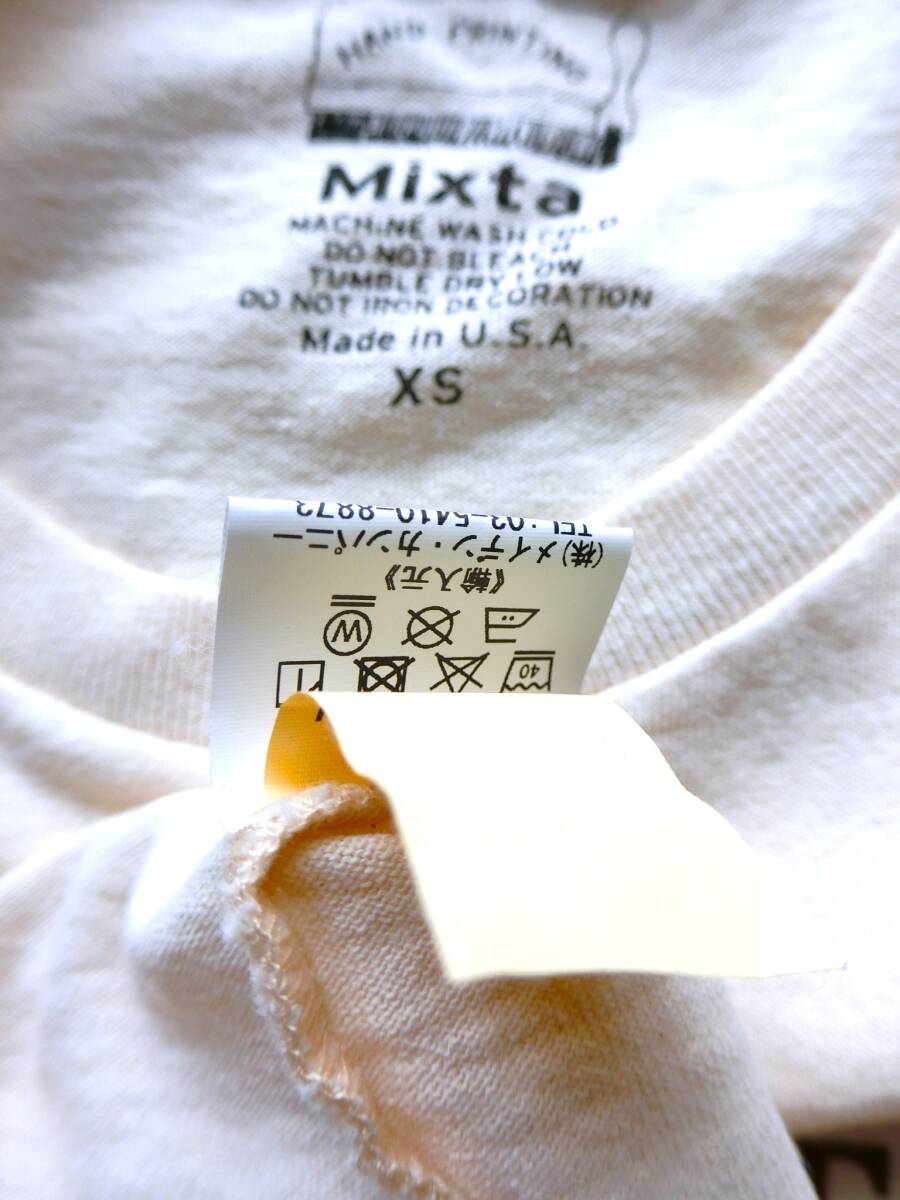 HAND PRINTING
Mixta
MACHINE WASH COLD
DO NOT BLEACH
TUMBLE DRY LOW
DO NOT IRON DECORATION
Made in U.S.A.
XS
40
W
《輸入元》
(株)メイデン・カンパニー
TEL: 03-5410-8873